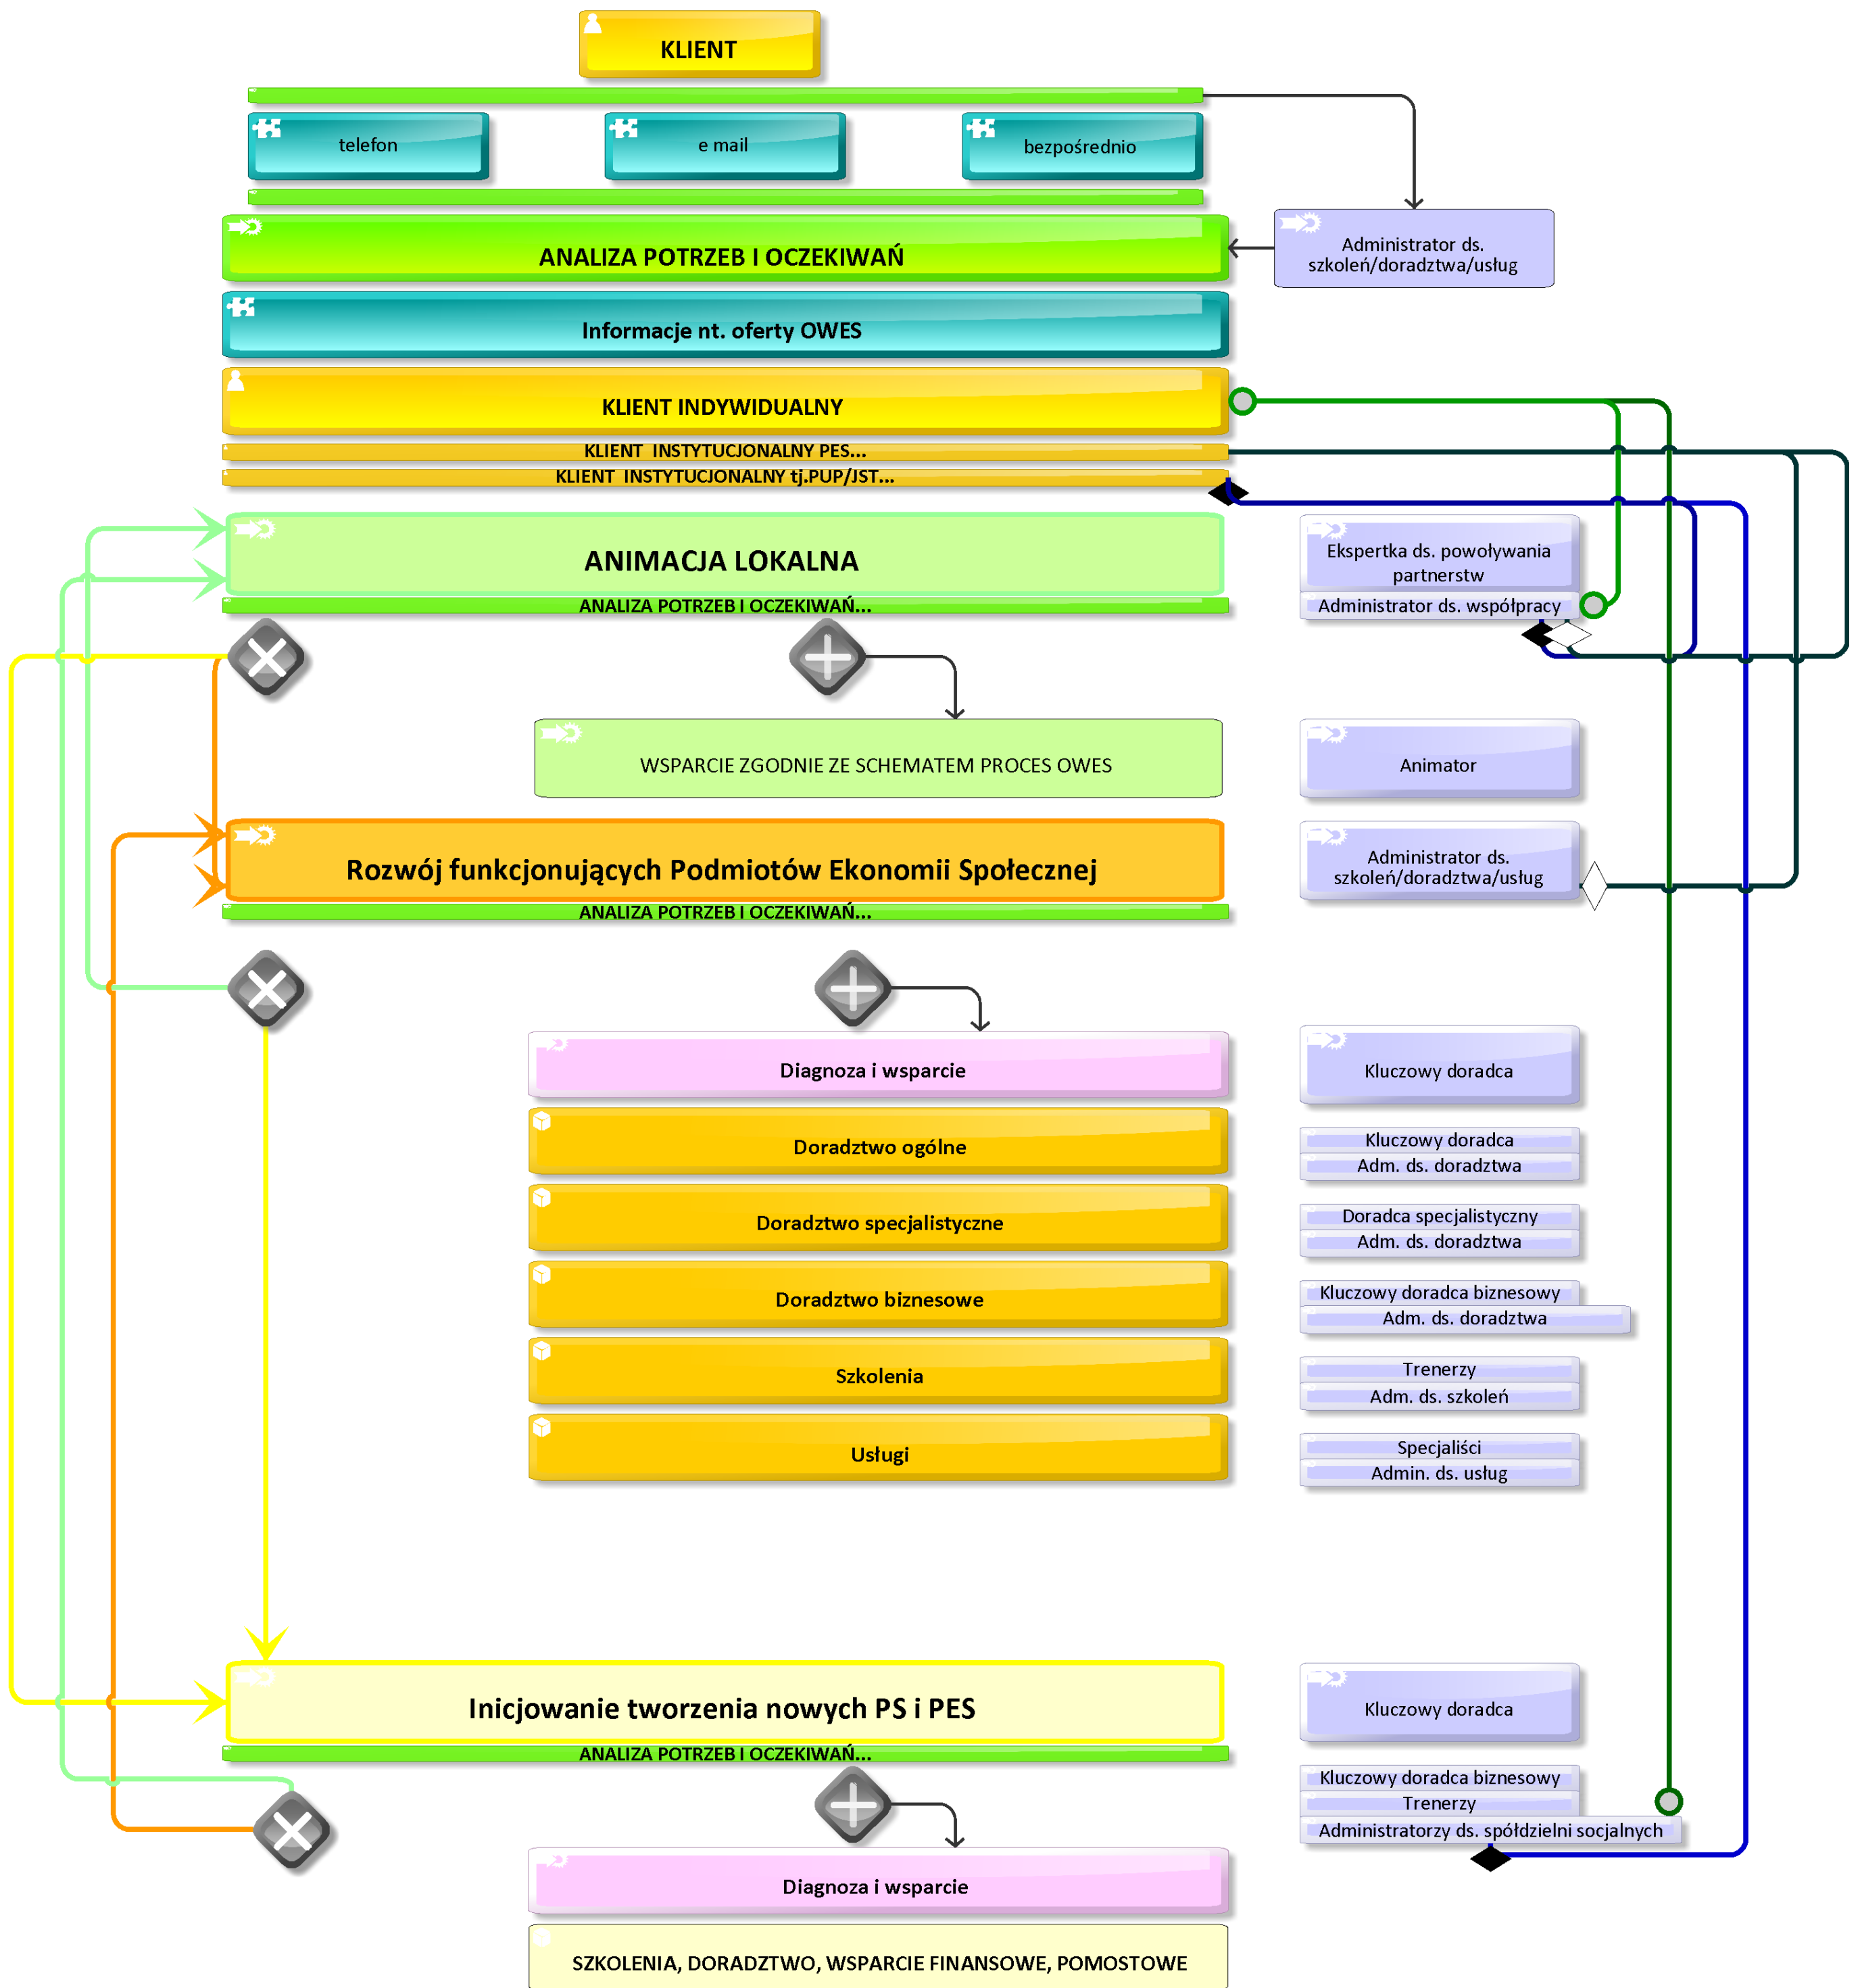 KLIENT
telefon
e mail
bezpośrednio
ANALIZA POTRZEB I OCZEKIWAŃ
Administrator ds.
szkoleń/doradztwa/usług
Informacje nt. oferty OWES
KLIENT INDYWIDUALNY
KLIENT  INSTYTUCJONALNY PES...
KLIENT  INSTYTUCJONALNY tj.PUP/JST...
ANIMACJA LOKALNA
Ekspertka ds. powoływania
partnerstw
ANALIZA POTRZEB I OCZEKIWAŃ...
Administrator ds. współpracy
WSPARCIE ZGODNIE ZE SCHEMATEM PROCES OWES
Animator
Rozwój funkcjonujących Podmiotów Ekonomii Społecznej
Administrator ds.
szkoleń/doradztwa/usług
ANALIZA POTRZEB I OCZEKIWAŃ...
Diagnoza i wsparcie
Kluczowy doradca
Doradztwo ogólne
Kluczowy doradca
Adm. ds. doradztwa
Doradztwo specjalistyczne
Doradca specjalistyczny
Adm. ds. doradztwa
Doradztwo biznesowe
Kluczowy doradca biznesowy
Adm. ds. doradztwa
Szkolenia
Trenerzy
Adm. ds. szkoleń
Usługi
Specjaliści
Admin. ds. usług
Inicjowanie tworzenia nowych PS i PES
Kluczowy doradca
ANALIZA POTRZEB I OCZEKIWAŃ...
Kluczowy doradca biznesowy
Trenerzy
Administratorzy ds. spółdzielni socjalnych
Diagnoza i wsparcie
SZKOLENIA, DORADZTWO, WSPARCIE FINANSOWE, POMOSTOWE